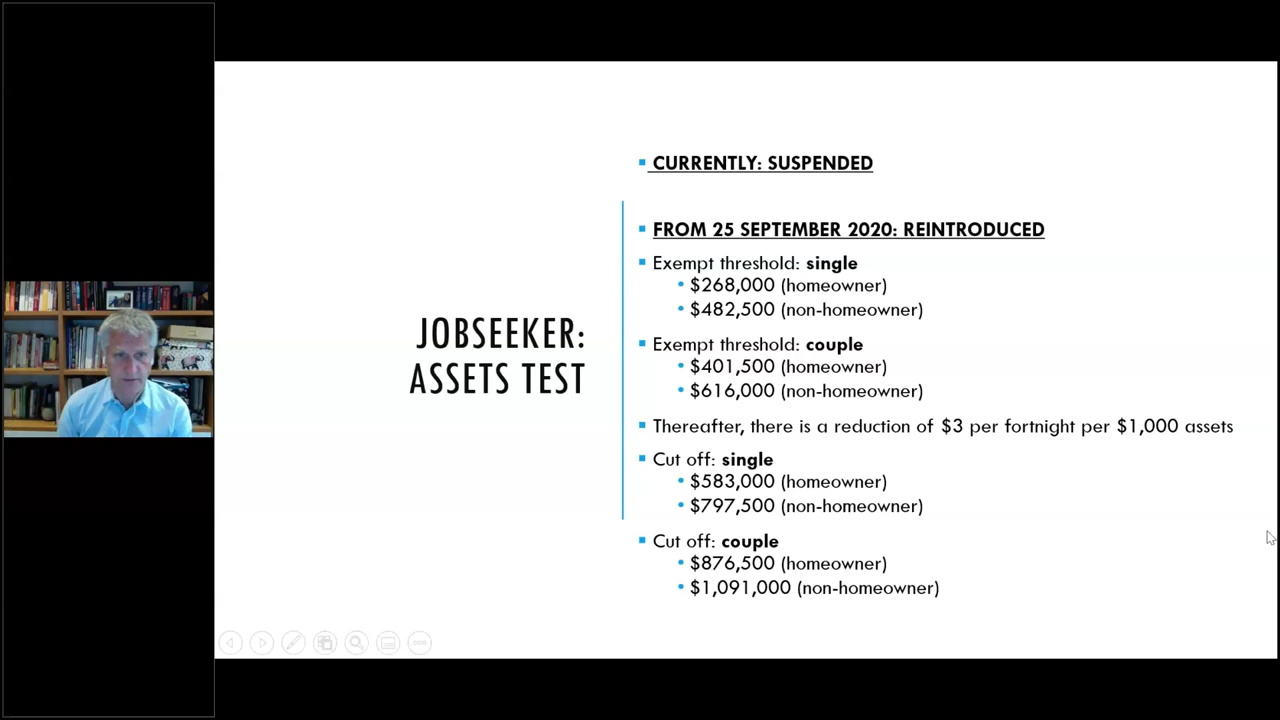 JOBSEEKER:
ASSETS TEST
CURRENTLY: SUSPENDED
FROM 25 SEPTEMBER 2020: REINTRODUCED
Exempt threshold: single
$268,000 (homeowner)
$482,500 (non-homeowner)
Exempt threshold: couple
$401,500 (homeowner)
$616,000 (non-homeowner)
Thereafter, there is a reduction of $3 per fortnight per $1,000 assets
Cut off: single
$583,000 (homeowner)
$797,500 (non-homeowner)
Cut off: couple
$876,500 (homeowner)
$1,091,000 (non-homeowner)